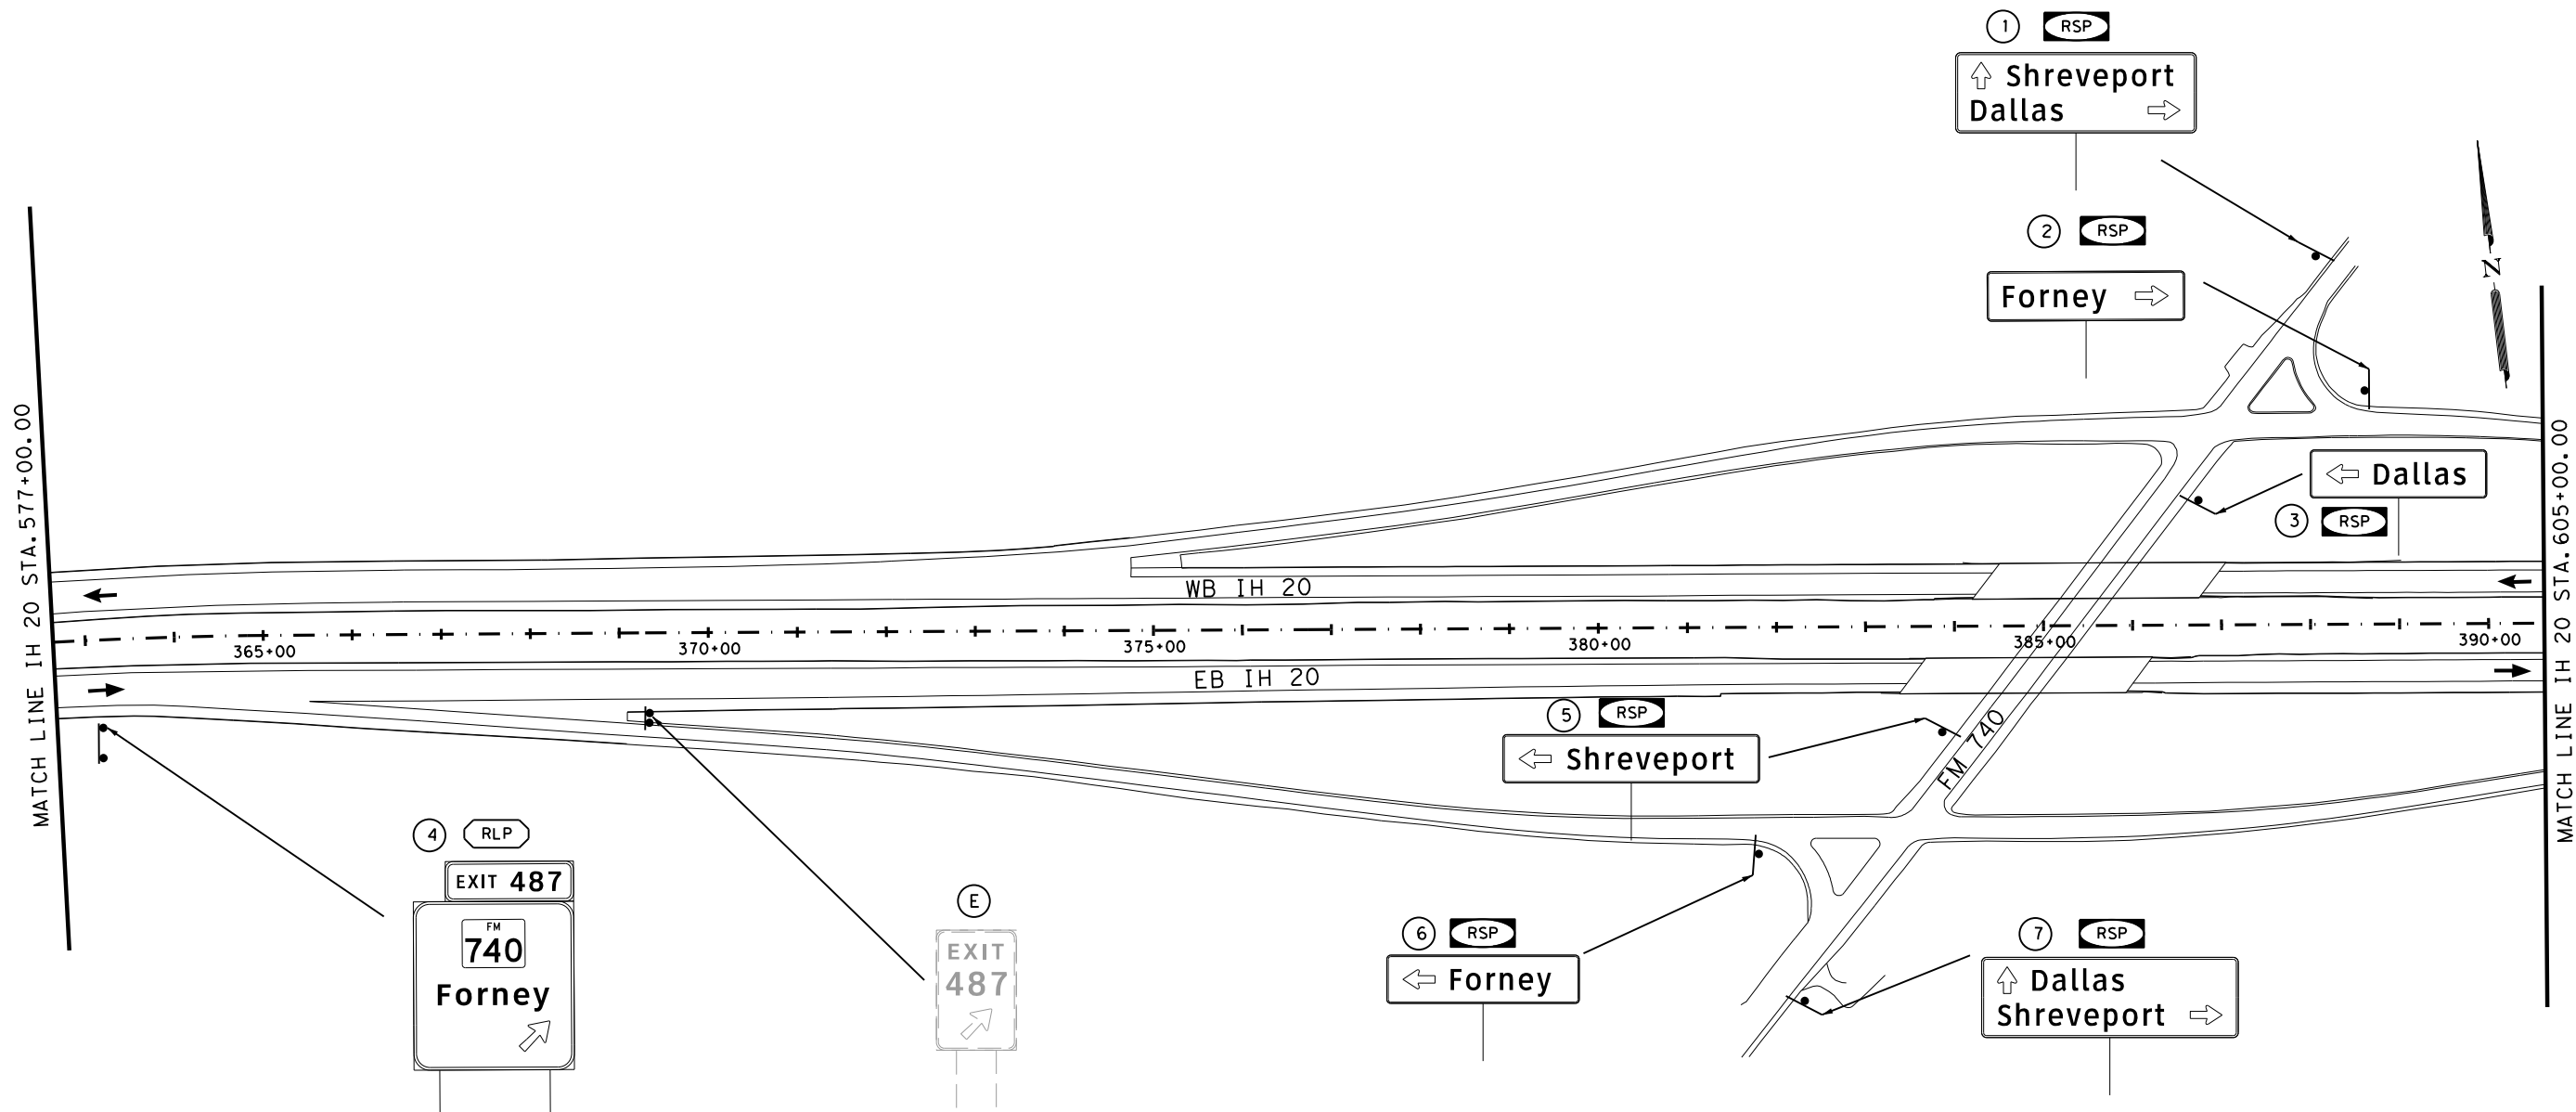 1 RSP
Shreveport
Dallas
2 RSP
Forney
N
Dallas
3 RSP
MATCH LINE IH 20 STA.577+00.00
MATCH LINE IH 20 STA.605+00.00
WB IH 20
365+00
370+00
375+00
380+00
385+00
390+00
EB IH 20
5 RSP
Shreveport
FM 740
4 RLP
EXIT 487
FM
740
Forney
E
EXIT
487
6 RSP
Forney
7 RSP
Dallas
Shreveport